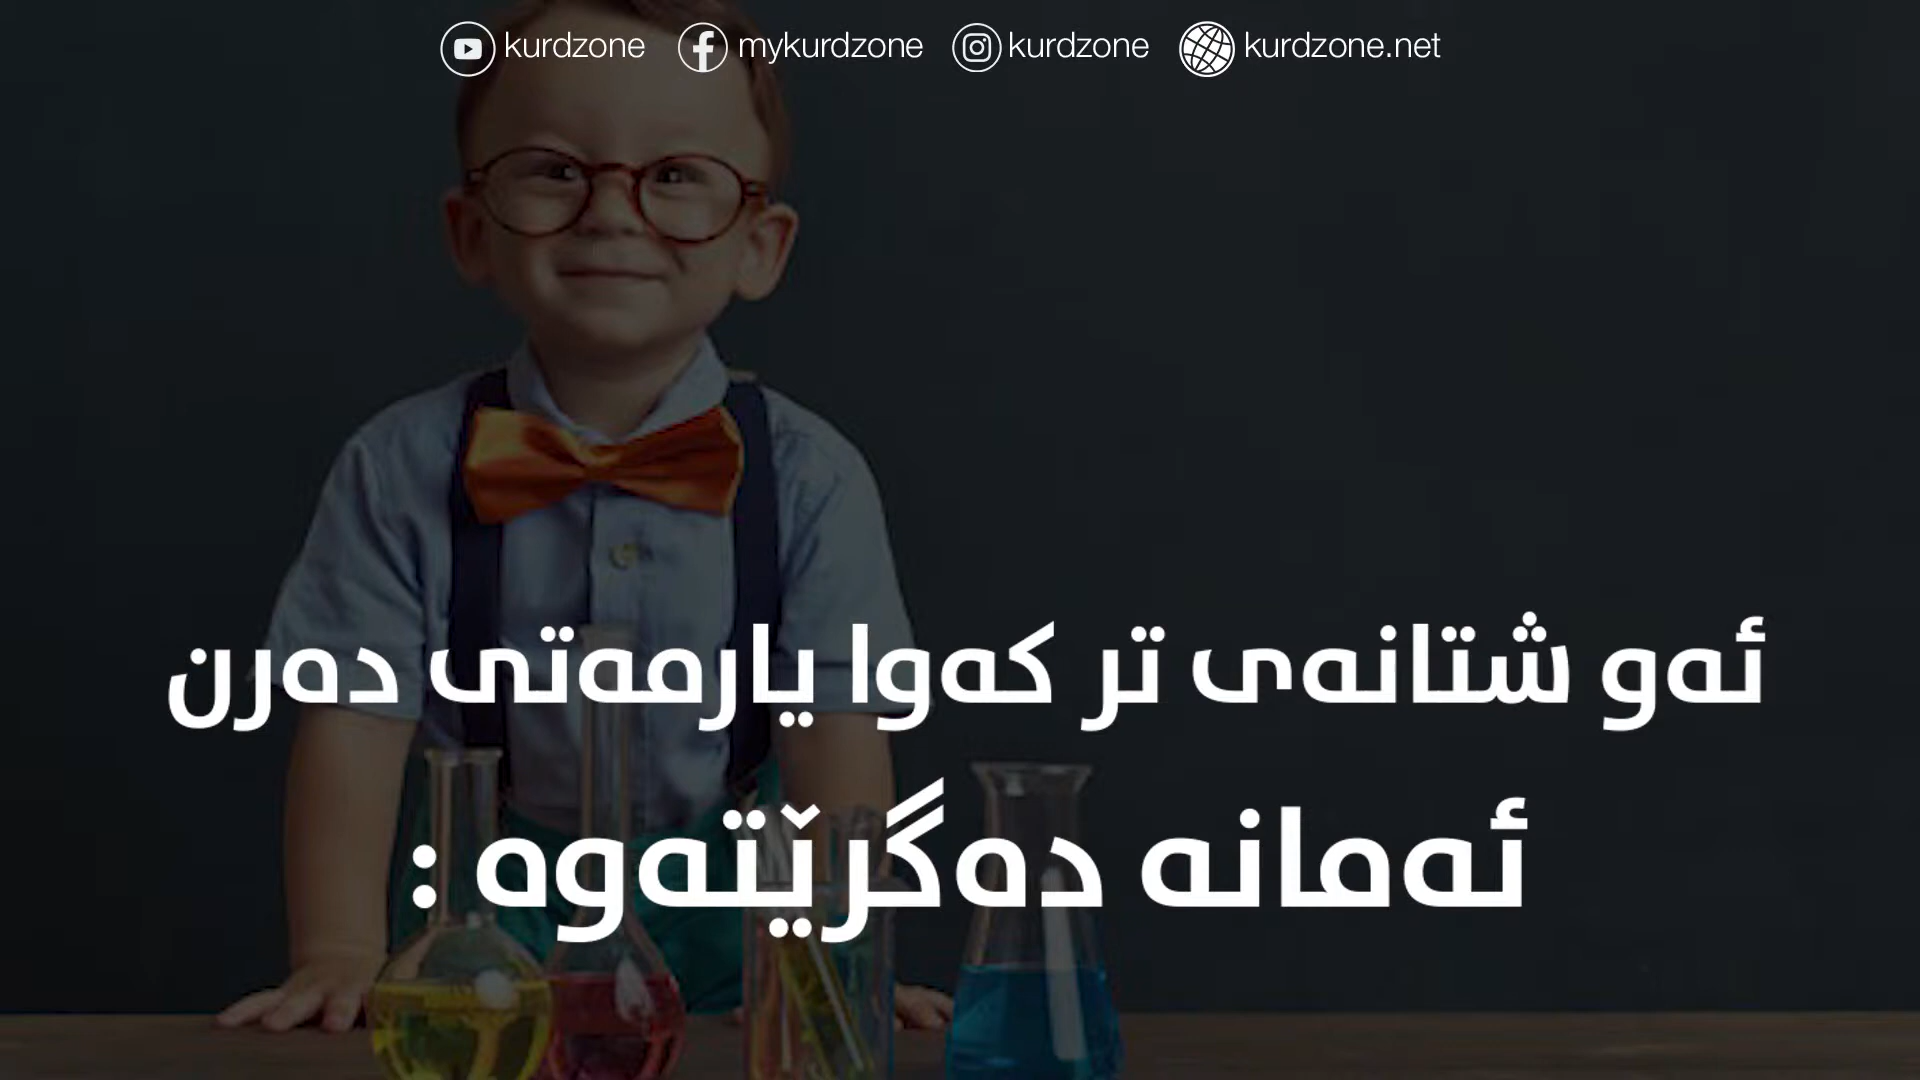 kurdzone mykurdzone kurdzone kurdzone.net
ئەو شتانەی تر کەوا یارمەتی دەرن
ئەمانە دەگرێتەوە :